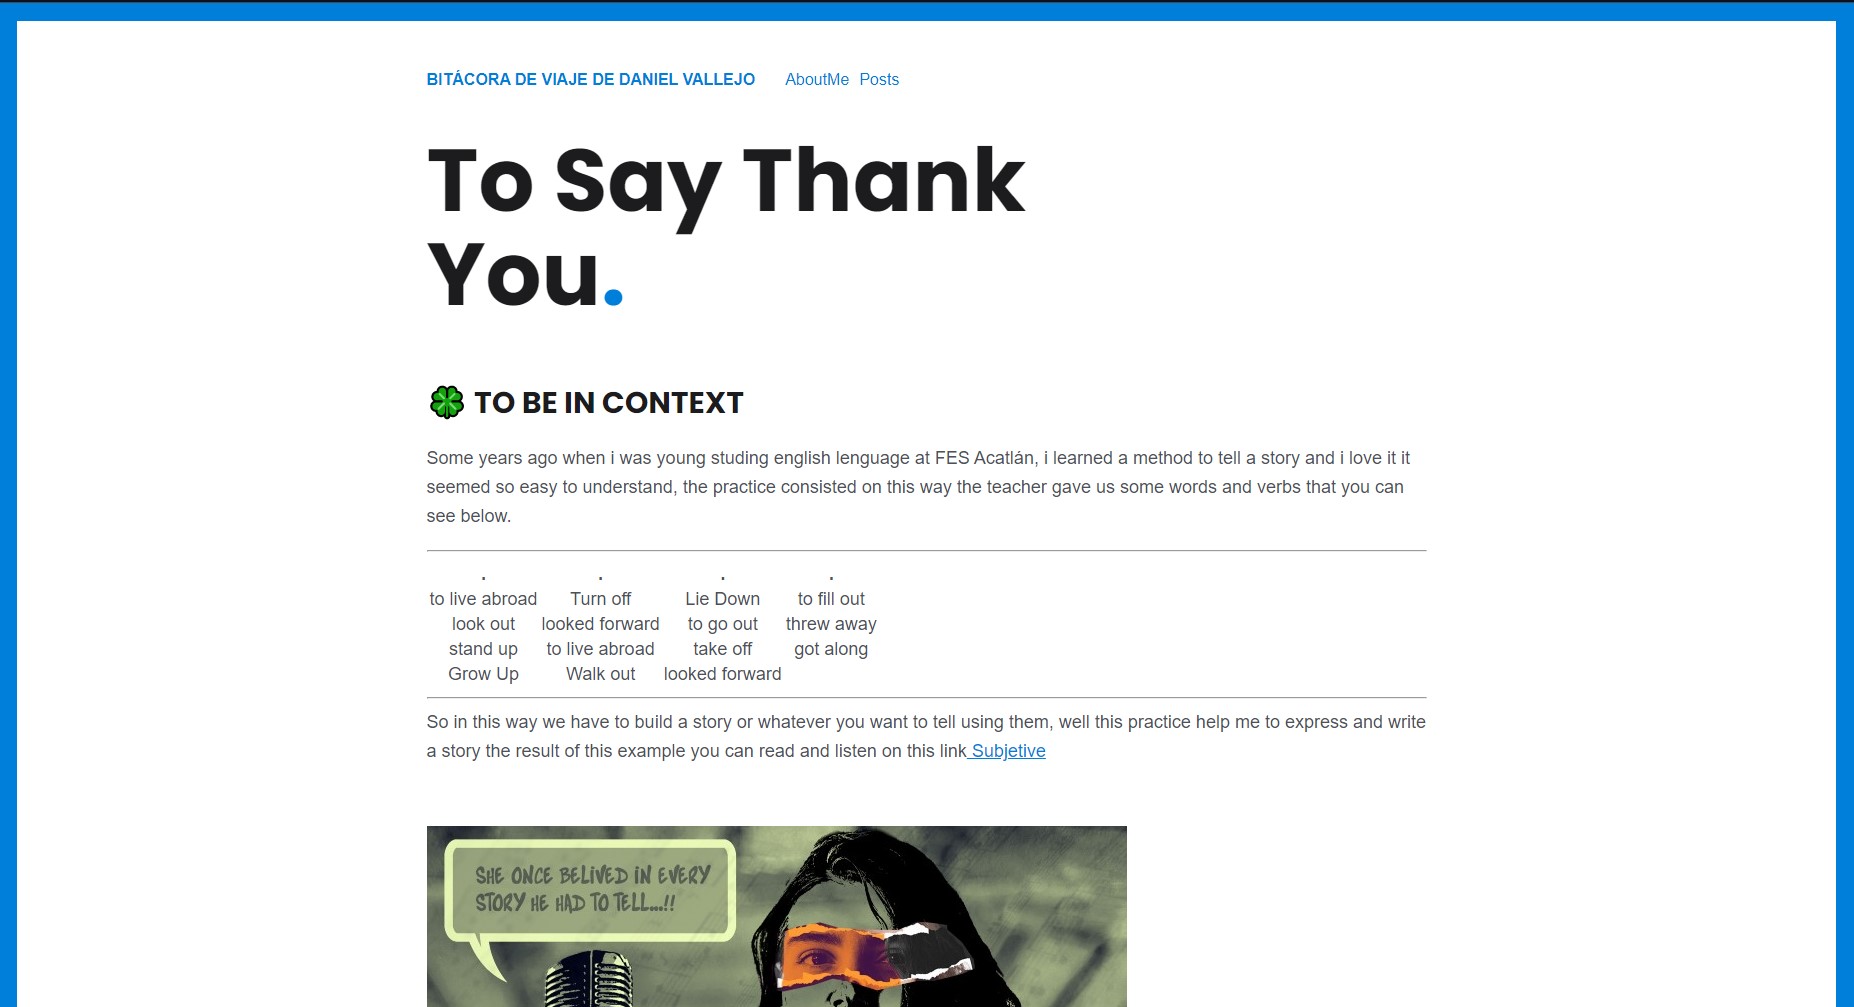 BITÁCORA DE VIAJE DE DANIEL VALLEJO AboutMe Posts
To Say Thank
You.
TO BE IN CONTEXT
Some years ago when i was young studing english lenguage at FES Acatlán, i learned a method to tell a story and i love it it
seemed so easy to understand, the practice consisted on this way the teacher gave us some words and verbs that you can
see below.
. . . .
to live abroad Turn off Lie Down to fill out
look out looked forward to go out threw away
stand up to live abroad take off got along
Grow Up Walk out looked forward
So in this way we have to build a story or whatever you want to tell using them, well this practice help me to express and write
a story the result of this example you can read and listen on this link Subjetive
SHE ONCE BELIVED IN EVERY
STORY HE HAD TO TELL...!!